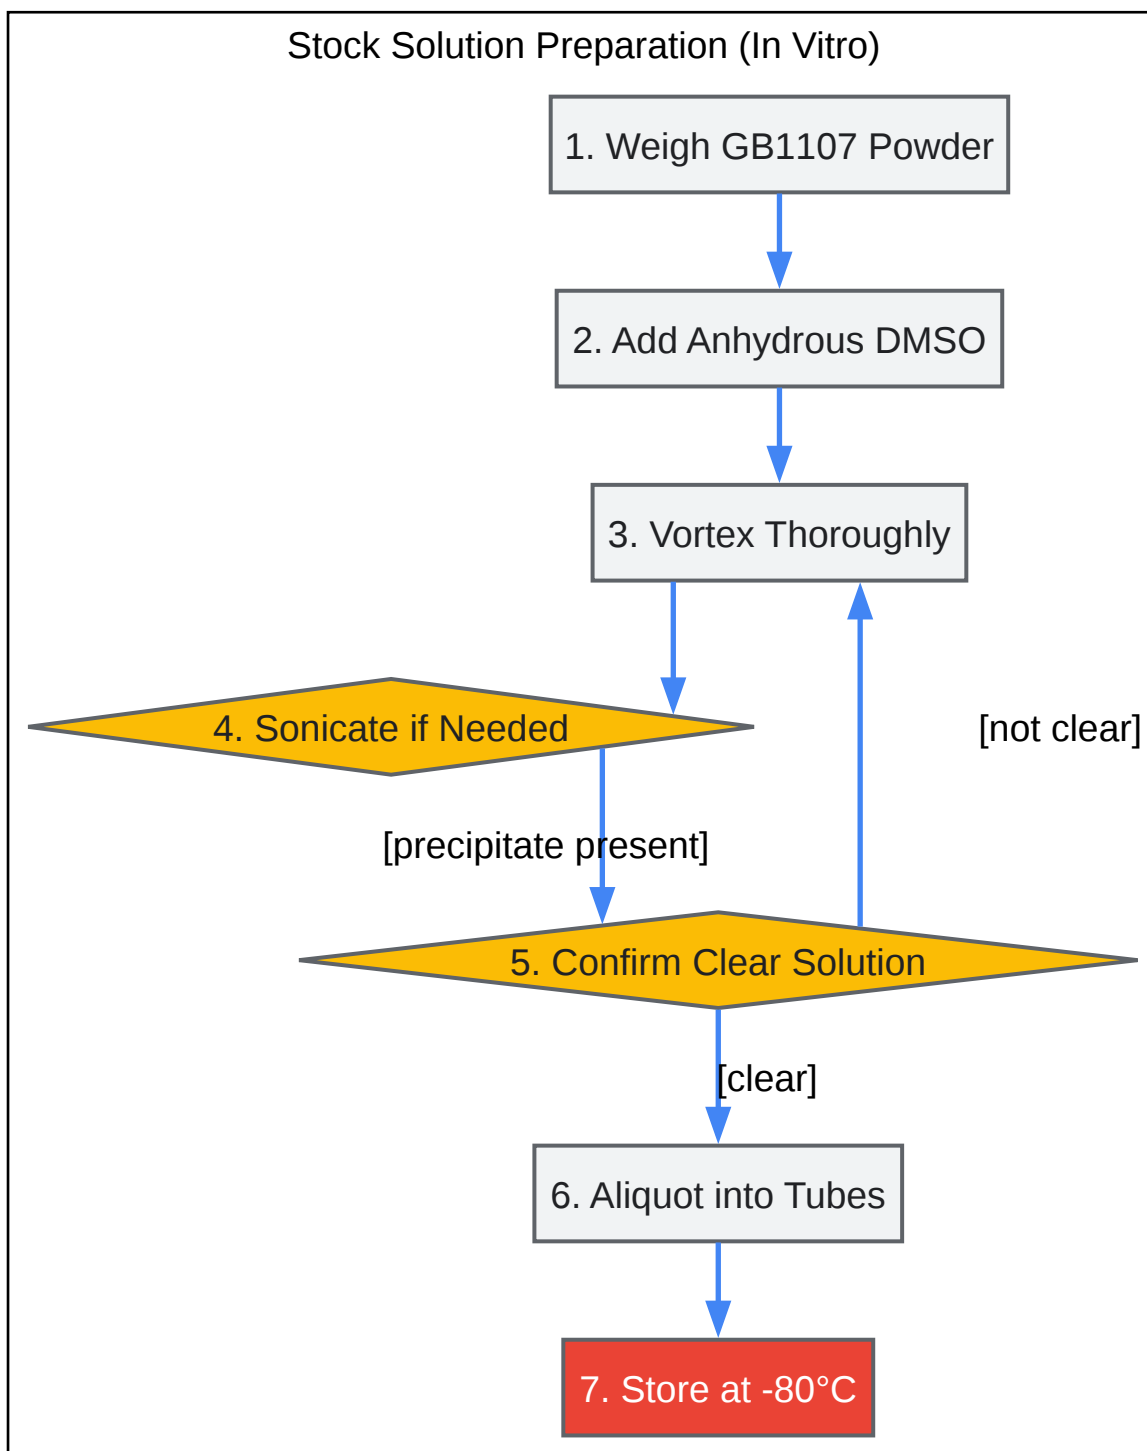 Stock Solution Preparation (In Vitro)
1. Weigh GB1107 Powder
2. Add Anhydrous DMSO
3. Vortex Thoroughly
4. Sonicate if Needed
[not clear]
[precipitate present]
5. Confirm Clear Solution
[clear]
6. Aliquot into Tubes
7. Store at -80°C